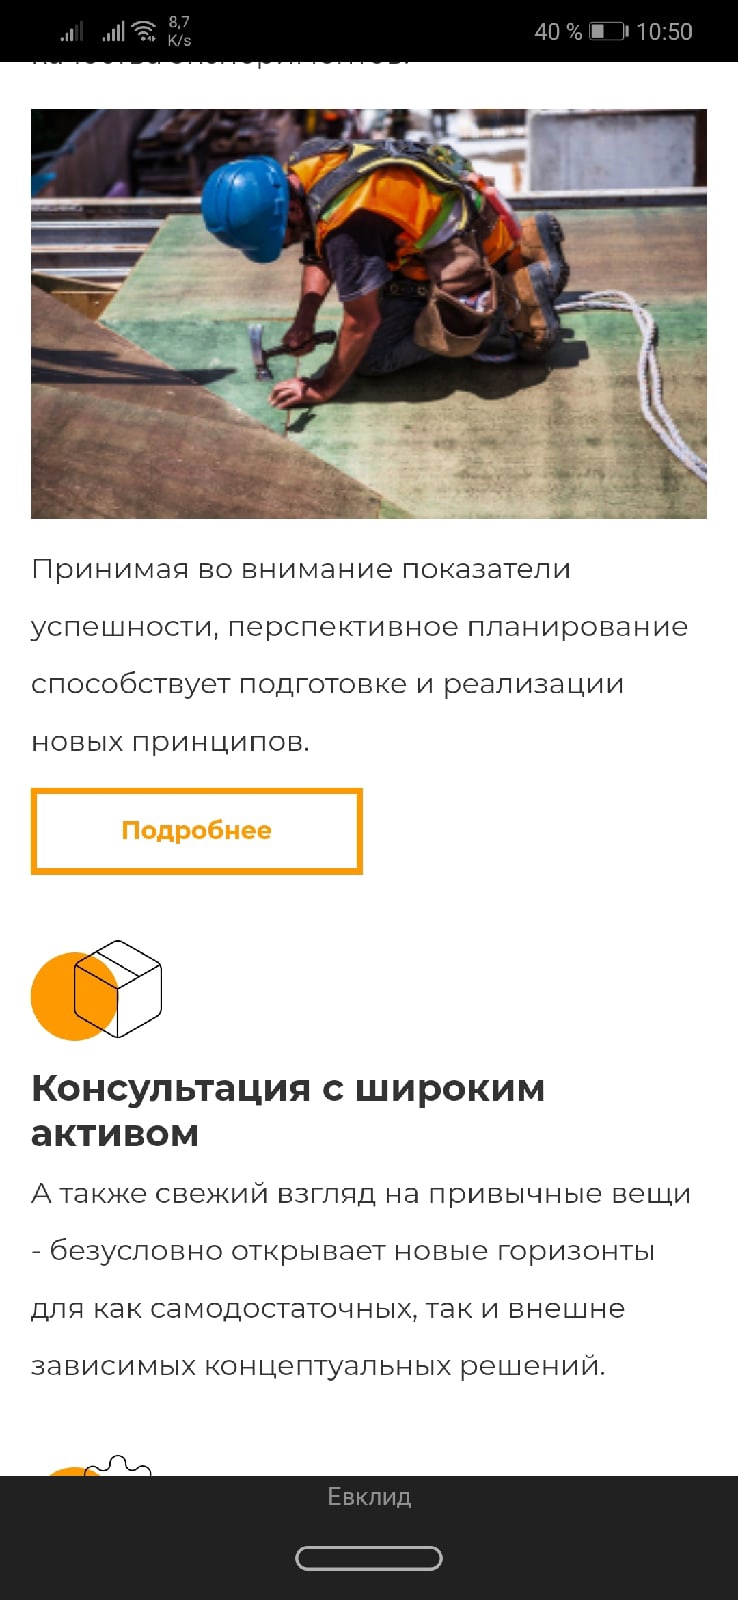 8,7
K/s
40 %
10:50
Принимая во внимание показатели
успешности, перспективное планирование
способствует подготовке и реализации
новых принципов.
Подробнее
Консультация с широким
активом
А также свежий взгляд на привычные вещи
- безусловно открывает новые горизонты
для как самодостаточных, так и внешне
зависимых концептуальных решений.
Евклид